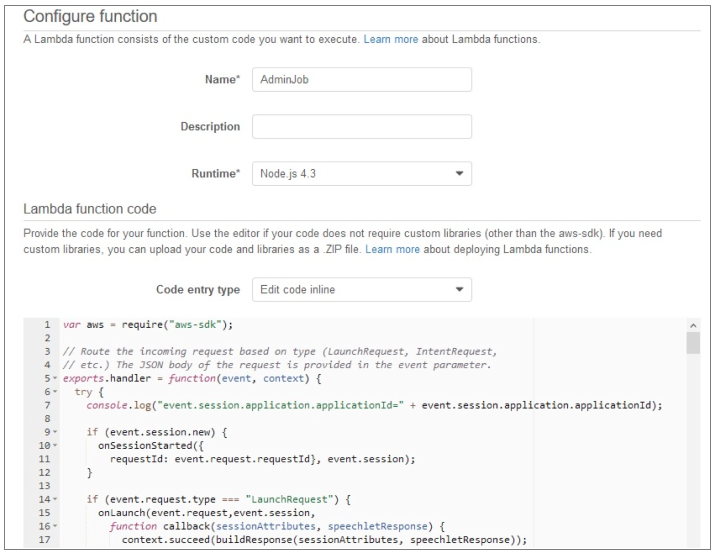 Configure function
A Lambda function consists of the custom code you want to execute. Learn more about Lambda functions.
Name* AdminJob
Description
Runtime* Node.js 4.3
Lambda function code
Provide the code for your function. Use the editor if your code does not require custom libraries (other than the aws-sdk). If you need
custom libraries, you can upload your code and libraries as a .ZIP file. Learn more about deploying Lambda functions.
Code entry type Edit code inline
1 var aws = require("aws-sdk");
2
3 // Route the incoming request based on type (LaunchRequest, IntentRequest,
4 // etc.) The JSON body of the request is provided in the event parameter.
5 exports.handler = function(event, context) {
6 try {
7 console.log("event.session.application.applicationId=" + event.session.application.applicationId);
8
9 if (event.session.new) {
10 onSessionStarted({
11 requestId: event.request.requestId}, event.session);
12 }
13
14 if (event.request.type === "LaunchRequest") {
15 onLaunch(event.request,event.session,
16 function callback(sessionAttributes, speechletResponse) {
17 context.succeed(buildResponse(sessionAttributes, speechletResponse));